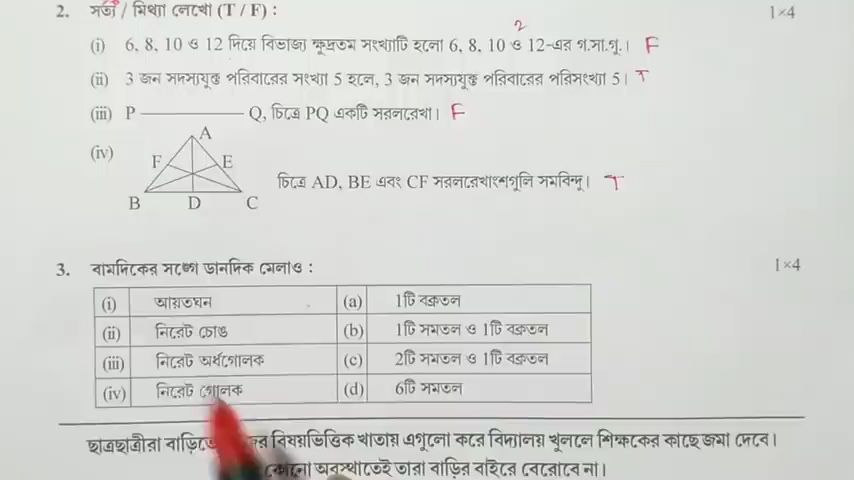 2. সত্য / মিথ্যা লেখো (T / F) : 1×4
2
(i) 6, 8, 10 ও 12 দিয়ে বিভাজ্য ক্ষুদ্রতম সংখ্যাটি হলো 6, 8, 10 ও 12-এর গ.সা.গু.। F
(ii) 3 জন সদস্যযুক্ত পরিবারের সংখ্যা 5 হলে, 3 জন সদস্যযুক্ত পরিবারের পরিসংখ্যা 5। T
(iii) P Q, চিত্রে PQ একটি সরলরেখা। F
(iv) A
F E
চিত্রে AD, BE এবং CF সরলরেখাংশগুলি সমবিন্দু। T
B D C
3. বামদিকের সঙ্গে ডানদিক মেলাও : 1×4
(i) আয়তঘন (a) 1টি বক্রতল
(ii) নিরেট চোঙ (b) 1টি সমতল ও 1টি বক্রতল
(iii) নিরেট অর্ধগোলক (c) 2টি সমতল ও 1টি বক্রতল
(iv) নিরেট গোলক (d) 6টি সমতল
ছাত্রছাত্রীরা বাড়িতে বিষয়ভিত্তিক খাতায় এগুলো করে বিদ্যালয় খুললে শিক্ষকের কাছে জমা দেবে।
কোনো অবস্থাতেই তারা বাড়ির বাইরে বেরোবে না।